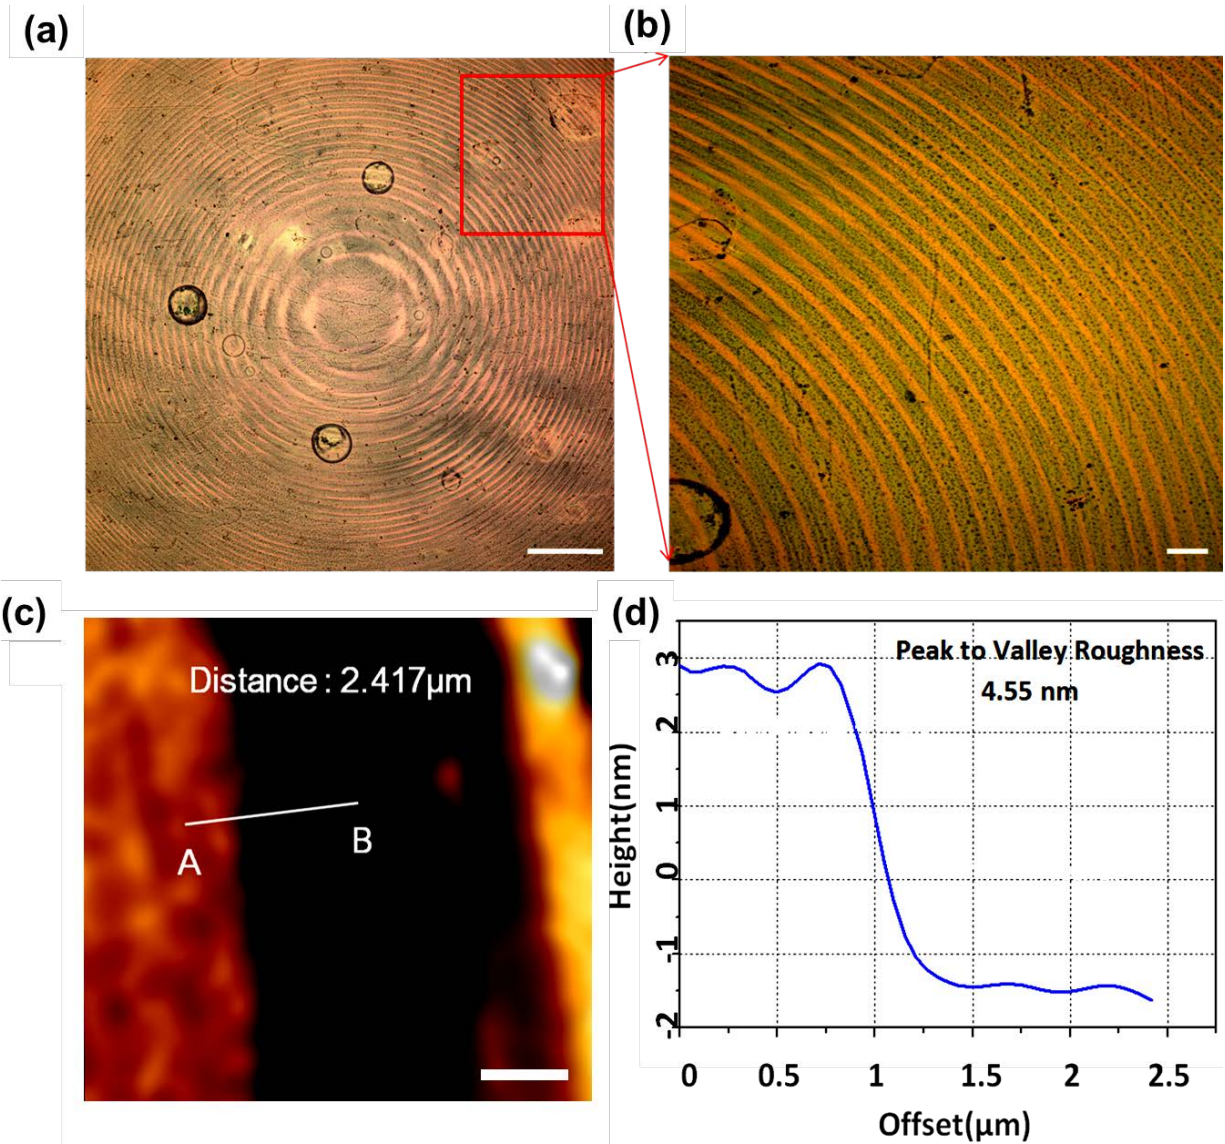 (a)
(b)
(c)
Distance : 2.417µm
A
B
(d)
Peak to Valley Roughness
4.55 nm
Height(nm)
3
2
1
0
-1
-2
0 0.5 1 1.5 2 2.5
Offset(µm)